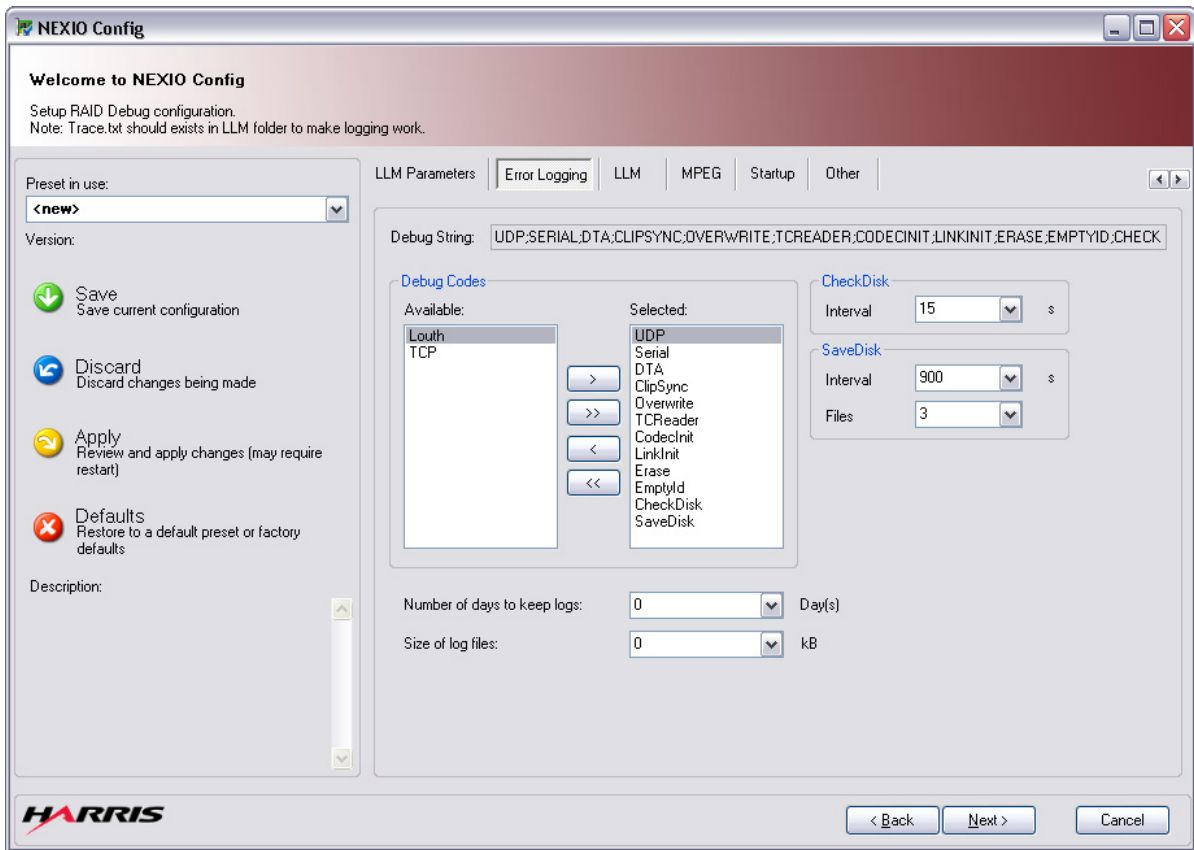 NEXIO Config
Welcome to NEXIO Config
Setup RAID Debug configuration.
Note: Trace.txt should exists in LLM folder to make logging work.
Preset in use:
<new>
Version:
Save
Save current configuration
Discard
Discard changes being made
Apply
Review and apply changes (may require
restart)
Defaults
Restore to a default preset or factory
defaults
Description:
LLM Parameters Error Logging LLM MPEG Startup Other
Debug String: UDP;SERIAL;DTA;CLIPSYNC;OVERWRITE;TCREADER;CODECINIT;LINKINIT;ERASE;EMPTYID;CHECK
Debug Codes
Available:
Louth
TCP
>
>>
<
<<
Selected:
UDP
Serial
DTA
ClipSync
Overwrite
TCReader
CodecInit
LinkInit
Erase
EmptyId
CheckDisk
SaveDisk
CheckDisk
Interval 15 s
SaveDisk
Interval 900 s
Files 3
Number of days to keep logs: 0 Day(s)
Size of log files: 0 kB
HARRIS
< Back Next > Cancel